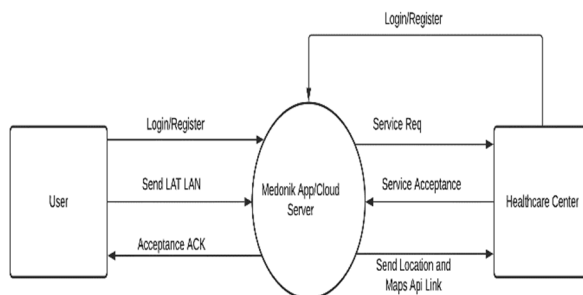 Login/Register
Login/Register
Service Req
User
Send LAT LAN
Medonik App/Cloud
Server
Service Acceptance
Healthcare Center
Acceptance ACK
Send Location and
Maps Api Link